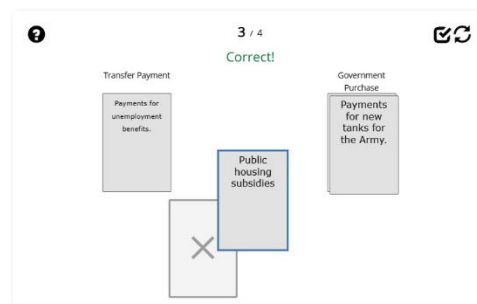 3 / 4
Correct!
Transfer Payment
Government
Purchase
Payments for
unemployment
benefits.
Payments
for new
tanks for
the Army.
Public
housing
subsidies